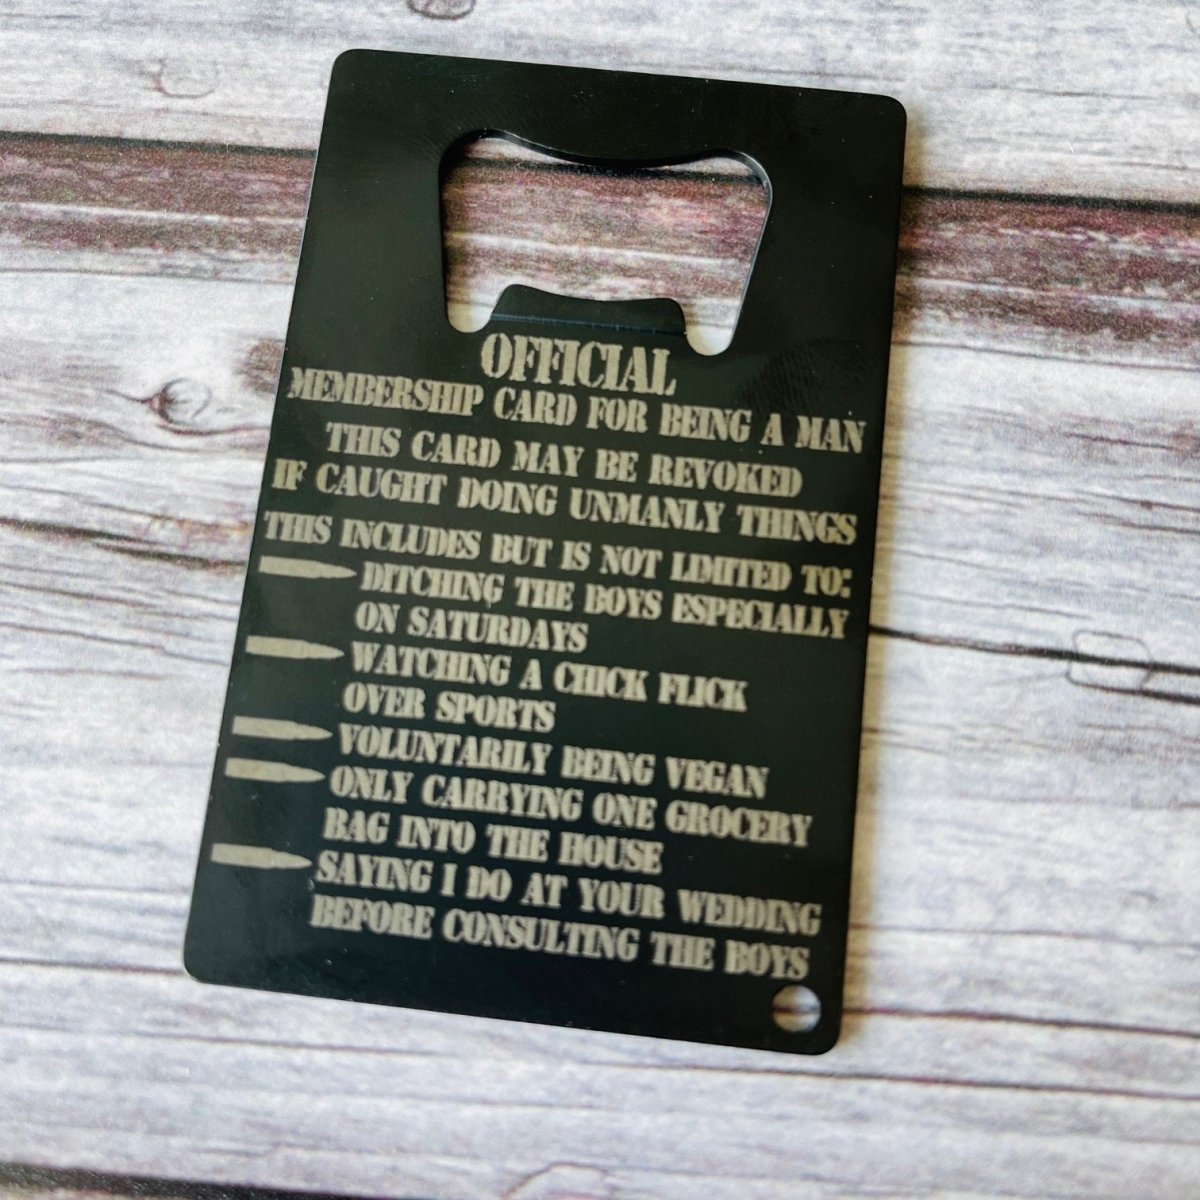 OFFICIAL
MEMBERSHIP CARD FOR BEING A MAN
THIS CARD MAY BE REVOKED
IF CAUGHT DOING UNMANLY THINGS
THIS INCLUDES BUT IS NOT LIMITED TO:
DITCHING THE BOYS ESPECIALLY
ON SATURDAYS
WATCHING A CHICK FLICK
OVER SPORTS
VOLUNTARILY BEING VEGAN
ONLY CARRYING ONE GROCERY
BAG INTO THE HOUSE
SAYING I DO AT YOUR WEDDING
BEFORE CONSULTING THE BOYS